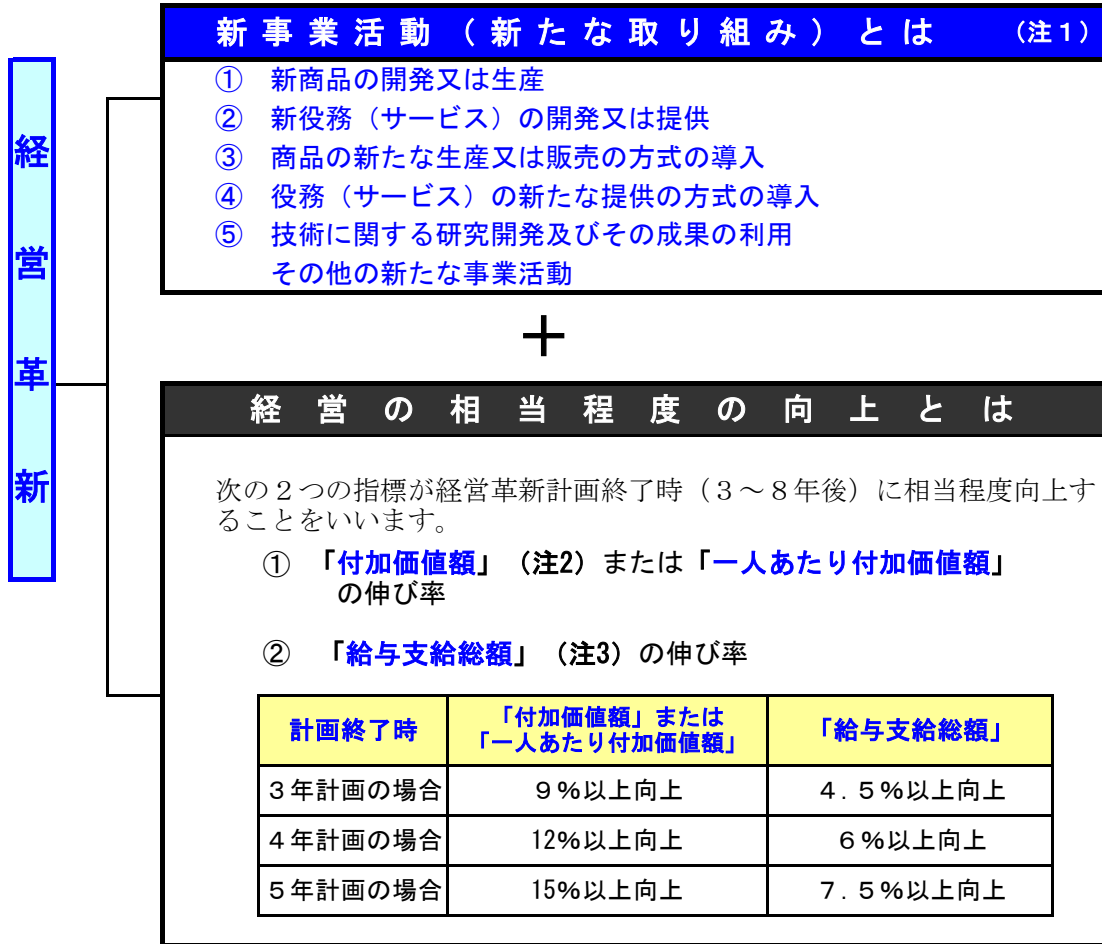 経営革新
新事業活動（新たな取り組み）とは （注１）
① 新商品の開発又は生産
② 新役務（サービス）の開発又は提供
③ 商品の新たな生産又は販売の方式の導入
④ 役務（サービス）の新たな提供の方式の導入
⑤ 技術に関する研究開発及びその成果の利用
その他の新たな事業活動
＋
経営の相当程度の向上とは
次の２つの指標が経営革新計画終了時（３～８年後）に相当程度向上す
ることをいいます。
① 「付加価値額」（注2）または「一人あたり付加価値額」
の伸び率
② 「給与支給総額」（注3）の伸び率
計画終了時 「付加価値額」または 「給与支給総額」
「一人あたり付加価値額」
３年計画の場合 ９%以上向上 ４．５%以上向上
４年計画の場合 12%以上向上 ６%以上向上
５年計画の場合 15%以上向上 ７．５%以上向上